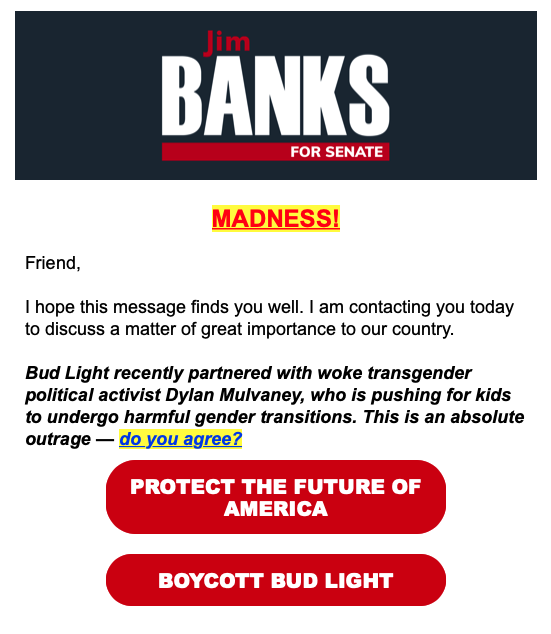 Jim
BANKS
FOR SENATE
MADNESS!
Friend,
I hope this message finds you well. I am contacting you today
to discuss a matter of great importance to our country.
Bud Light recently partnered with woke transgender
political activist Dylan Mulvaney, who is pushing for kids
to undergo harmful gender transitions. This is an absolute
outrage — do you agree?
PROTECT THE FUTURE OF
AMERICA
BOYCOTT BUD LIGHT